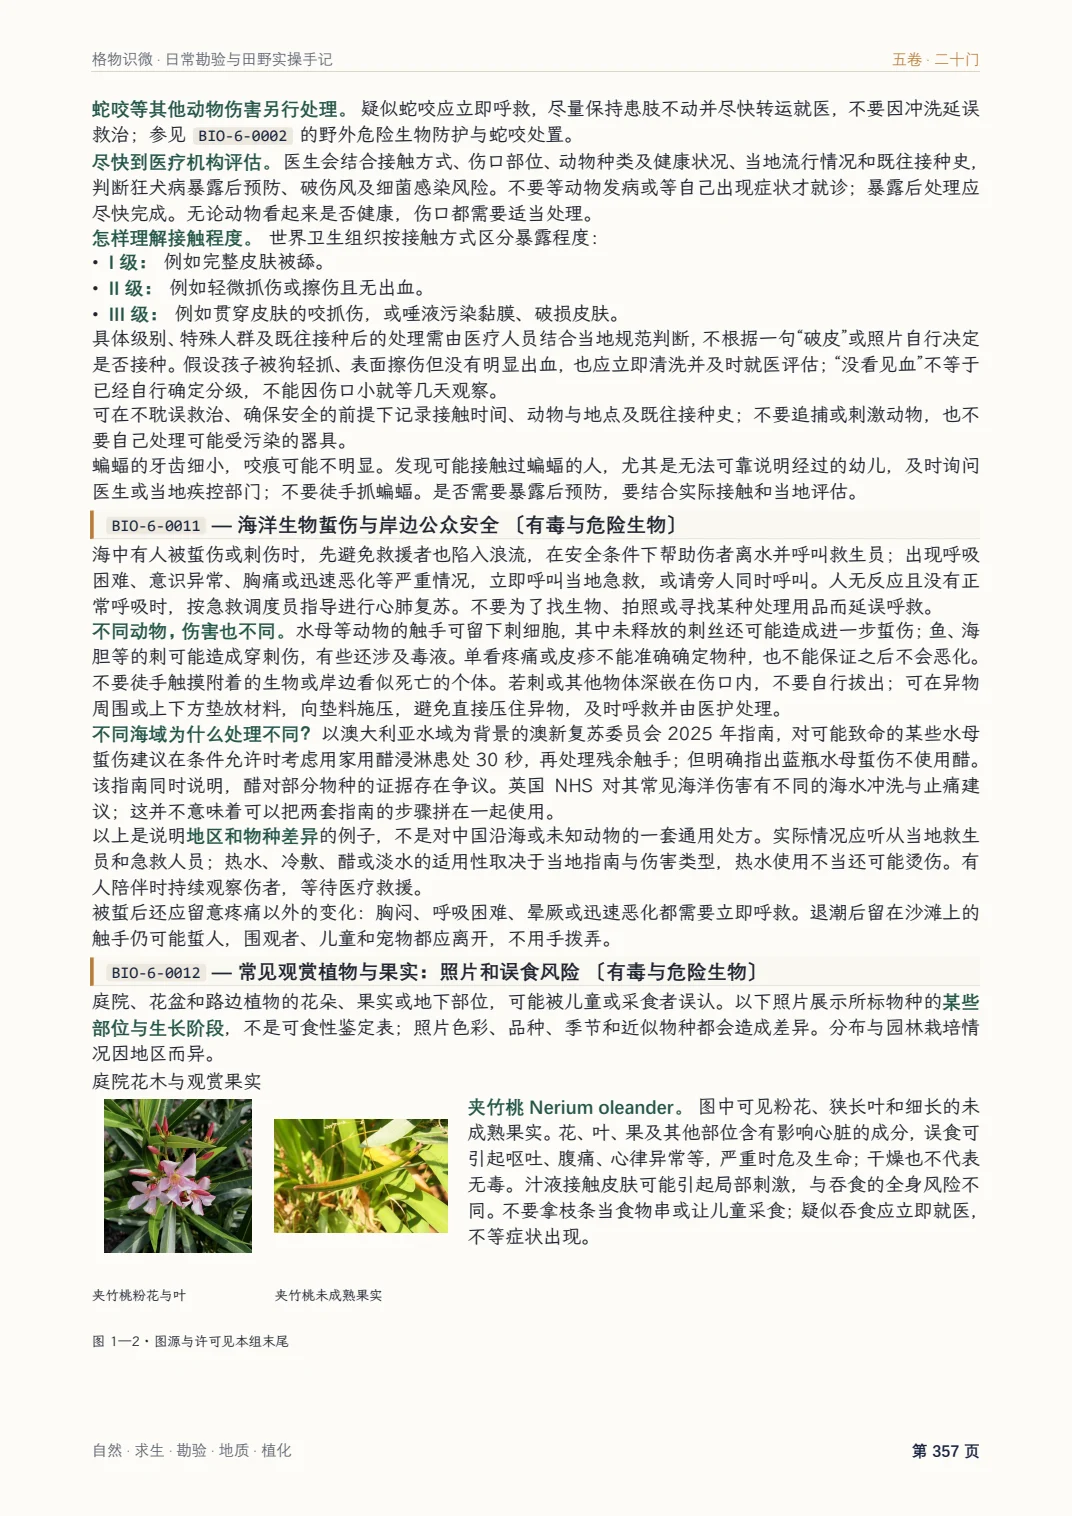 格物识微 · 日常勘验与田野实操手记
五卷 · 二十门
蛇咬等其他动物伤害另行处理。 疑似蛇咬应立即呼救，尽量保持患肢不动并尽快转运就医，不要因冲洗延误
救治；参见 BIO-6-0002 的野外危险生物防护与蛇咬处置。
尽快到医疗机构评估。 医生会结合接触方式、伤口部位、动物种类及健康状况、当地流行情况和既往接种史，
判断狂犬病暴露后预防、破伤风及细菌感染风险。不要等动物发病或等自己出现症状才就诊；暴露后处理应
尽快完成。无论动物看起来是否健康，伤口都需要适当处理。
怎样理解接触程度。 世界卫生组织按接触方式区分暴露程度：
• I 级： 例如完整皮肤被舔。
• II 级： 例如轻微抓伤或擦伤且无出血。
• III 级： 例如贯穿皮肤的咬抓伤，或唾液污染黏膜、破损皮肤。
具体级别、特殊人群及既往接种后的处理需由医疗人员结合当地规范判断，不根据一句“破皮”或照片自行决定
是否接种。假设孩子被狗轻抓、表面擦伤但没有明显出血，也应立即清洗并及时就医评估；“没看见血”不等于
已经自行确定分级，不能因伤口小就等几天观察。
可在不耽误救治、确保安全的前提下记录接触时间、动物与地点及既往接种史；不要追捕或刺激动物，也不
要自己处理可能受污染的器具。
蝙蝠的牙齿细小，咬痕可能不明显。发现可能接触过蝙蝠的人，尤其是无法可靠说明经过的幼儿，及时询问
医生或当地疾控部门；不要徒手抓蝙蝠。是否需要暴露后预防，要结合实际接触和当地评估。
BIO-6-0011 — 海洋生物蜇伤与岸边公众安全 〔有毒与危险生物〕
海中有人被蜇伤或刺伤时，先避免救援者也陷入浪流，在安全条件下帮助伤者离水并呼叫救生员；出现呼吸
困难、意识异常、胸痛或迅速恶化等严重情况，立即呼叫当地急救，或请旁人同时呼叫。人无反应且没有正
常呼吸时，按急救调度员指导进行心肺复苏。不要为了找生物、拍照或寻找某种处理用品而延误呼救。
不同动物，伤害也不同。 水母等动物的触手可留下刺细胞，其中未释放的刺丝还可能造成进一步蜇伤；鱼、海
胆等的刺可能造成穿刺伤，有些还涉及毒液。单看疼痛或皮疹不能准确确定物种，也不能保证之后不会恶化。
不要徒手触摸附着的生物或岸边看似死亡的个体。若刺或其他物体深嵌在伤口内，不要自行拔出；可在异物
周围或上下方垫放材料，向垫料施压，避免直接压住异物，及时呼救并由医护处理。
不同海域为什么处理不同？ 以澳大利亚水域为背景的澳新复苏委员会 2025 年指南，对可能致命的某些水母
蜇伤建议在条件允许时考虑用家用醋浸淋患处 30 秒，再处理残余触手；但明确指出蓝瓶水母蜇伤不使用醋。
该指南同时说明，醋对部分物种的证据存在争议。英国 NHS 对其常见海洋伤害有不同的海水冲洗与止痛建
议；这并不意味着可以把两套指南的步骤拼在一起使用。
以上是说明地区和物种差异的例子，不是对中国沿海或未知动物的一套通用处方。实际情况应听从当地救生
员和急救人员；热水、冷敷、醋或淡水的适用性取决于当地指南与伤害类型，热水使用不当还可能烫伤。有
人陪伴时持续观察伤者，等待医疗救援。
被蜇后还应留意疼痛以外的变化：胸闷、呼吸困难、晕厥或迅速恶化都需要立即呼救。退潮后留在沙滩上的
触手仍可能蜇人，围观者、儿童和宠物都应离开，不用手拨弄。
BIO-6-0012 — 常见观赏植物与果实：照片和误食风险 〔有毒与危险生物〕
庭院、花盆和路边植物的花朵、果实或地下部位，可能被儿童或采食者误认。以下照片展示所标物种的某些
部位与生长阶段，不是可食性鉴定表；照片色彩、品种、季节和近似物种都会造成差异。分布与园林栽培情
况因地区而异。
庭院花木与观赏果实
夹竹桃 Nerium oleander。 图中可见粉花、狭长叶和细长的未
成熟果实。花、叶、果及其他部位含有影响心脏的成分，误食可
引起呕吐、腹痛、心律异常等，严重时危及生命；干燥也不代表
无毒。汁液接触皮肤可能引起局部刺激，与吞食的全身风险不
同。不要拿枝条当食物串或让儿童采食；疑似吞食应立即就医，
不等症状出现。
夹竹桃粉花与叶
夹竹桃未成熟果实
图 1—2 · 图源与许可见本组末尾
自然 · 求生 · 勘验 · 地质 · 植化
第 357 页